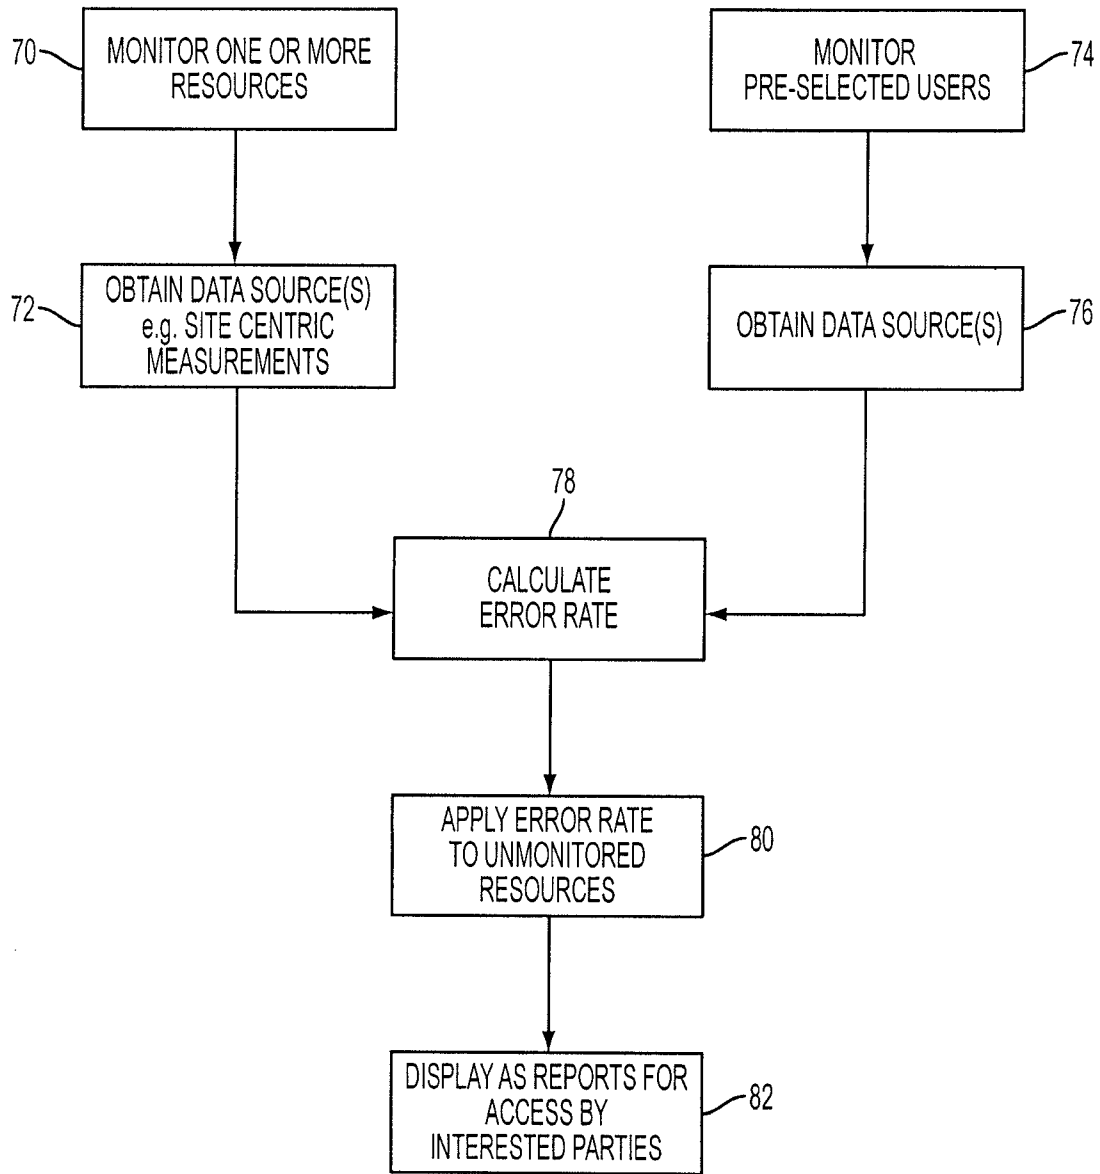 70
MONITOR ONE OR MORE
RESOURCES
MONITOR
PRE-SELECTED USERS
74
72
OBTAIN DATA SOURCE(S)
e.g. SITE CENTRIC
MEASUREMENTS
OBTAIN DATA SOURCE(S)
76
78
CALCULATE
ERROR RATE
APPLY ERROR RATE
TO UNMONITORED
RESOURCES
80
DISPLAY AS REPORTS FOR
ACCESS BY
INTERESTED PARTIES
82